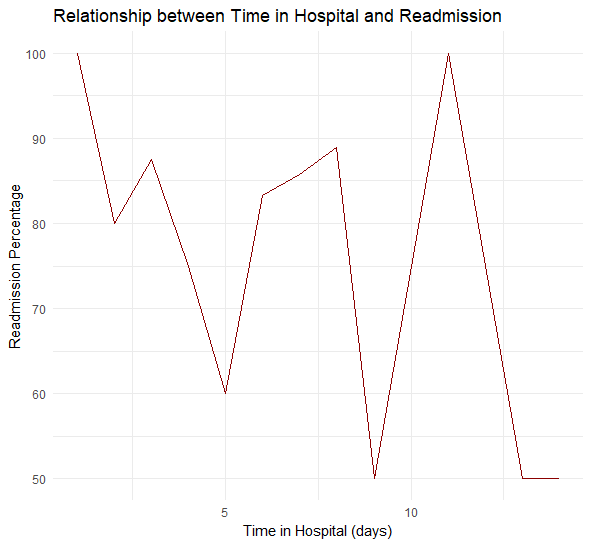 Relationship between Time in Hospital and Readmission
Readmission Percentage
100
90
80
70
60
50
5 10
Time in Hospital (days)